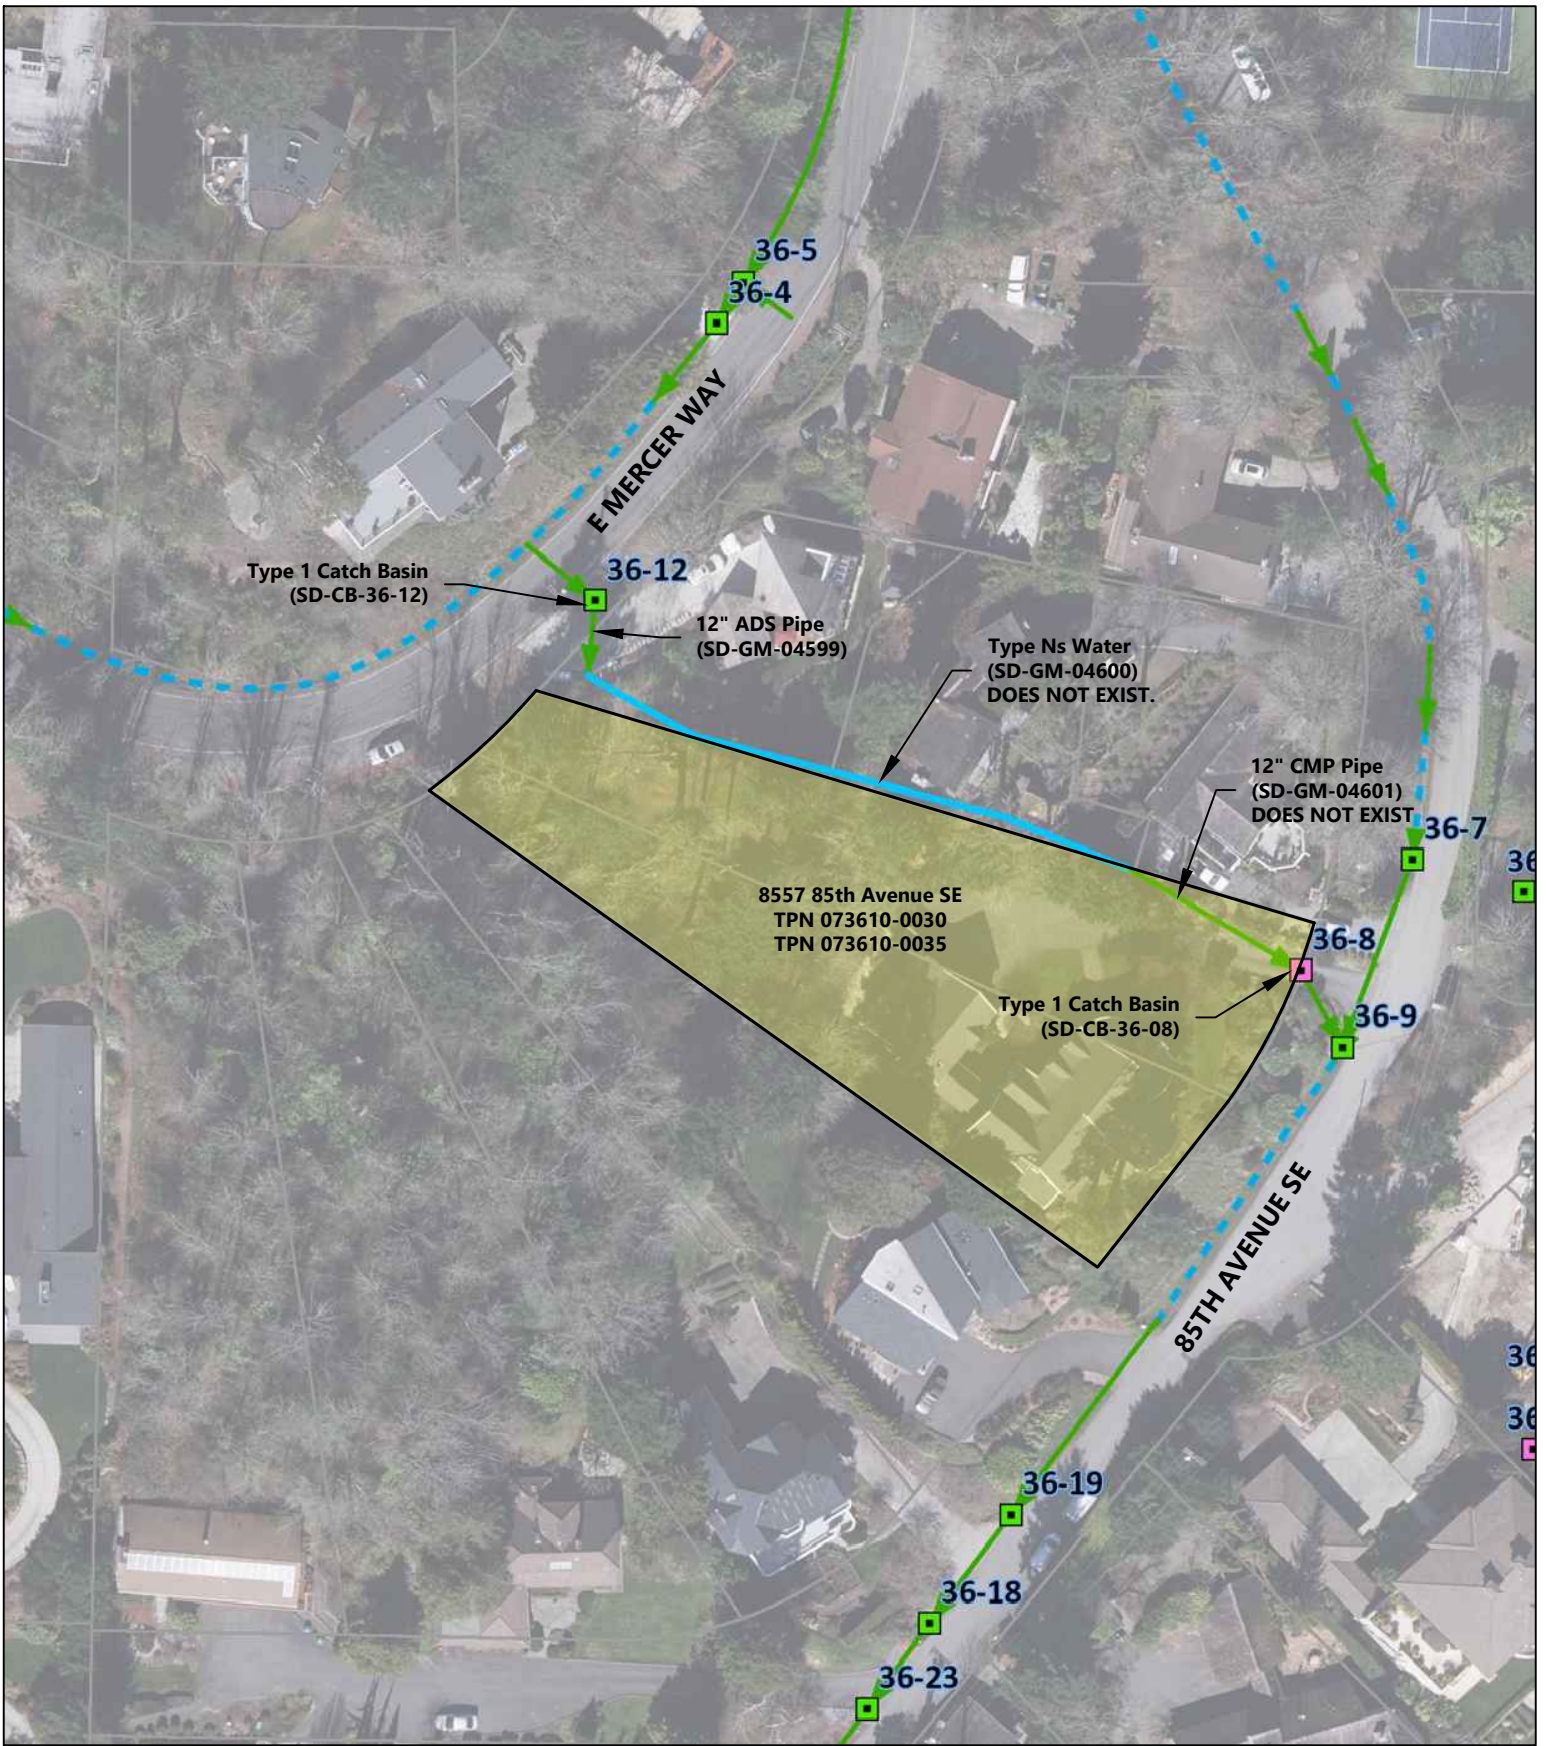 36-5
36-4
E MERCER WAY
Type 1 Catch Basin
(SD-CB-36-12)
36-12
12" ADS Pipe
(SD-GM-04599)
Type Ns Water
(SD-GM-04600)
DOES NOT EXIST.
12" CMP Pipe
(SD-GM-04601)
DOES NOT EXIST
36-7
36
8557 85th Avenue SE
TPN 073610-0030
TPN 073610-0035
36-8
Type 1 Catch Basin
(SD-CB-36-08)
36-9
85TH AVENUE SE
36
36
36-19
36-18
36-23